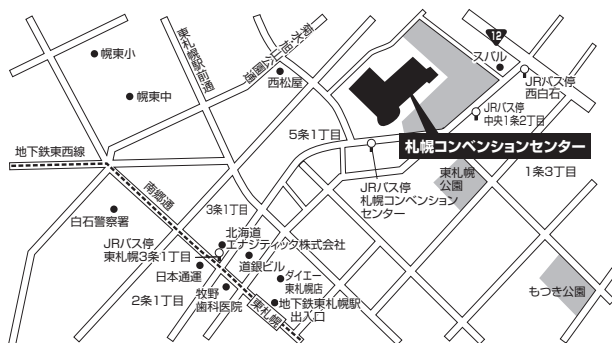 幌東小
幌東中
東札幌駅前通
菊水旭山公園通
西松屋
12
スバル
JRバス停
西白石
JRバス停
中央1条2丁目
5条1丁目
札幌コンベンションセンター
地下鉄東西線
JRバス停
札幌コンベンション
センター
東札幌
公園
1条3丁目
南郷通
白石警察署
3条1丁目
北海道
エナジティック株式会社
JRバス停
東札幌3条1丁目
道銀ビル
日本通運
ダイエー
東札幌店
もつき公園
2条1丁目
牧野
歯科医院
東札幌
地下鉄東札幌駅
出入口